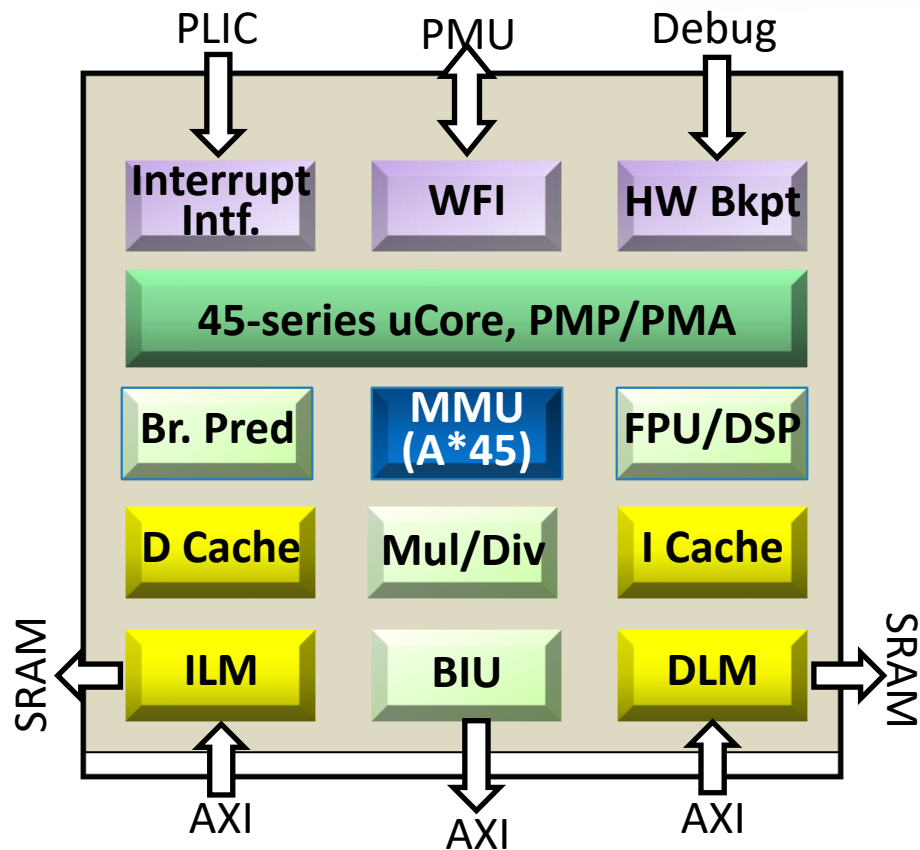 PLIC PMU Debug
Interrupt
Intf.
WFI
HW Bkpt
45-series uCore, PMP/PMA
Br. Pred
MMU
(A*45)
FPU/DSP
D Cache
Mul/Div
I Cache
SRAM
ILM
BIU
DLM
SRAM
AXI
AXI
AXI